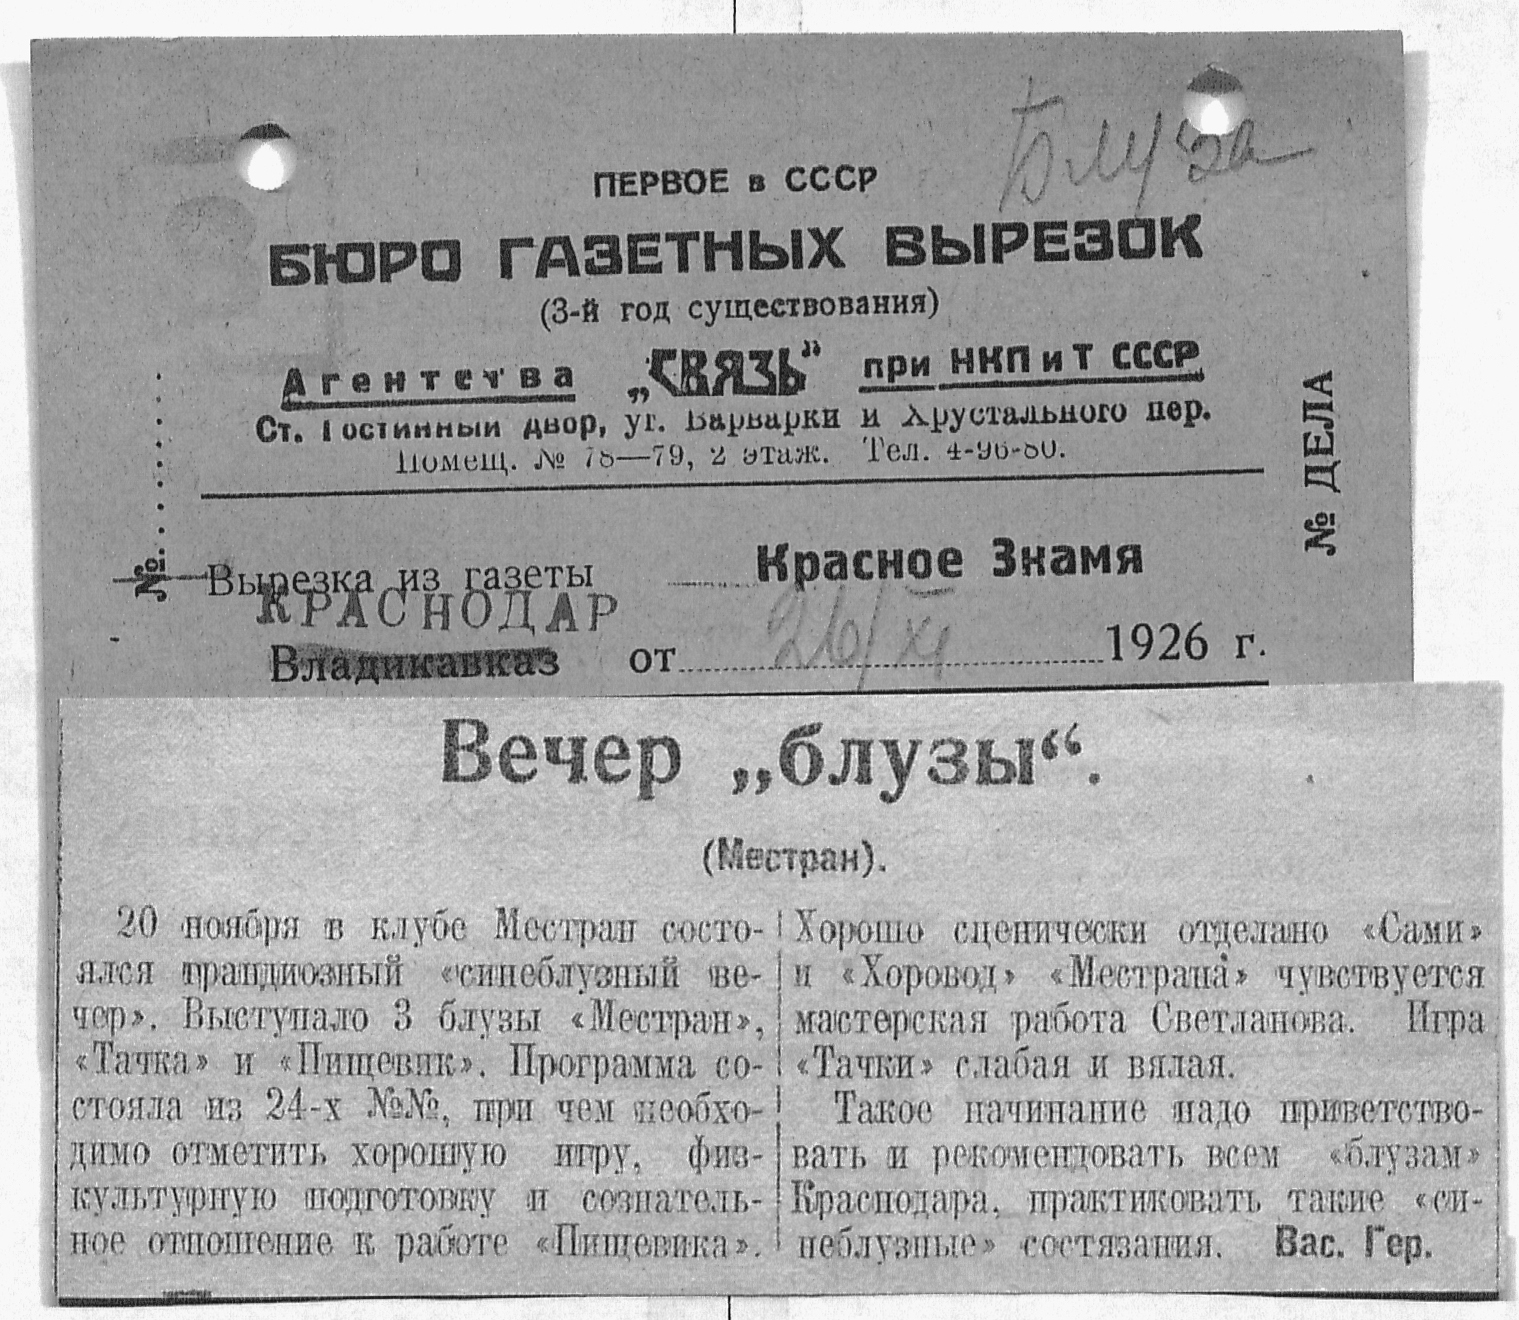 Блуза
ПЕРВОЕ в СССР
БЮРО ГАЗЕТНЫХ ВЫРЕЗОК
(3-й год существования)
Агентства „СВЯЗЬ“ при НКПиТ СССР
Ст. Гостинный двор, уг. Варварки и Хрустального пер.
Помещ. № 78—79, 2 этаж. Тел. 4-96-80.
№ ДЕЛА
№
Вырезка из газеты Красное Знамя
КРАСНОДАР
Владикавказ от 26/XI 1926 г.
Вечер „блузы“.
(Местран).
20 ноября в клубе Местран состо-
ялся грандиозный «синеблузный ве-
чер». Выступало 3 блузы «Местран»,
«Тачка» и «Пищевик». Программа со-
стояла из 24-х №№, при чем необхо-
димо отметить хорошую игру, физ-
культурную подготовку и сознатель-
ное отношение к работе «Пищевика».
Хорошо сценически отделано «Сами»
и «Хоровод» «Местрана» чувствуется
мастерская работа Светланова. Игра
«Тачки» слабая и вялая.
Такое начинание надо приветство-
вать и рекомендовать всем «блузам»
Краснодара, практиковать такие «си-
неблузные» состязания. Вас. Гер.